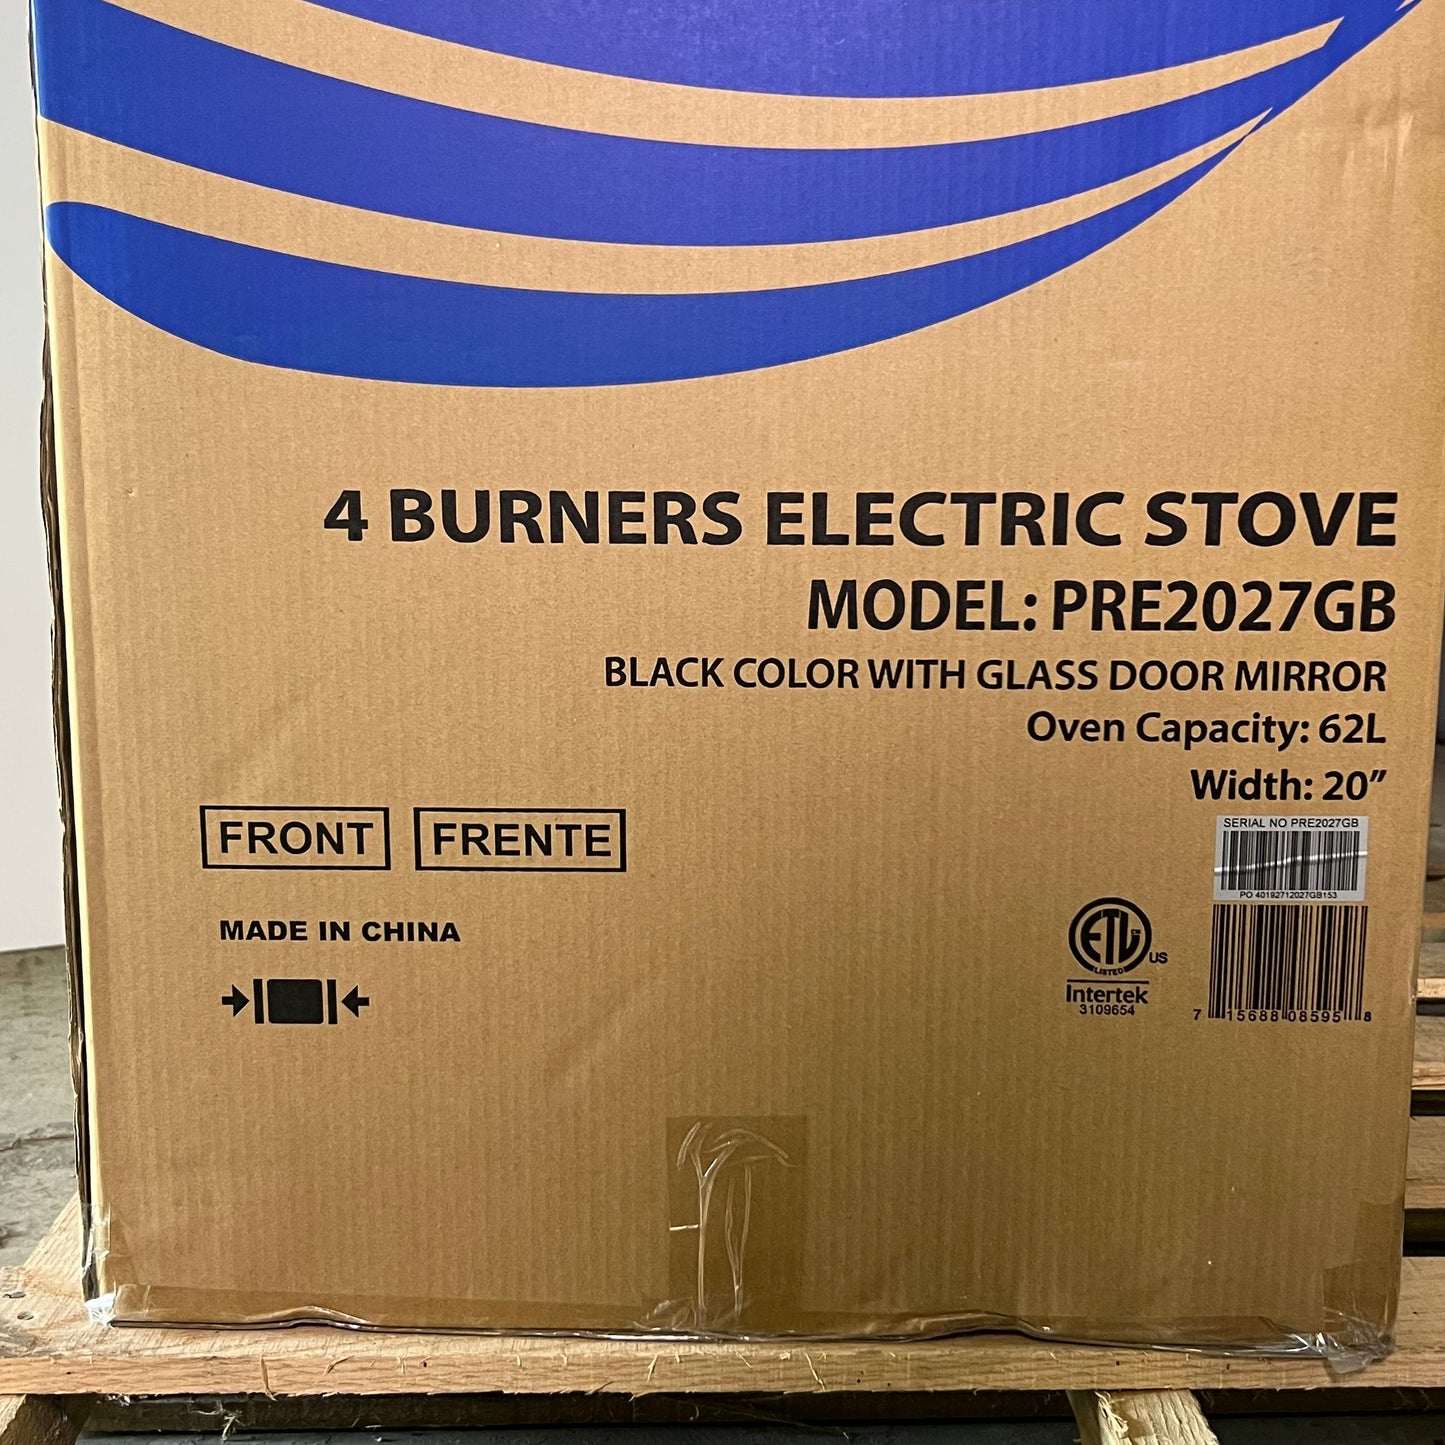 4 BURNERS ELECTRIC STOVE
MODEL: PRE2027GB
BLACK COLOR WITH GLASS DOOR MIRROR
Oven Capacity: 62L
Width: 20”
FRONT FRENTE
SERIAL NO PRE2027GB
PO 40192712027GB153
MADE IN CHINA
ETL
LISTED
US
Intertek
3109654
7 15688 08595 8